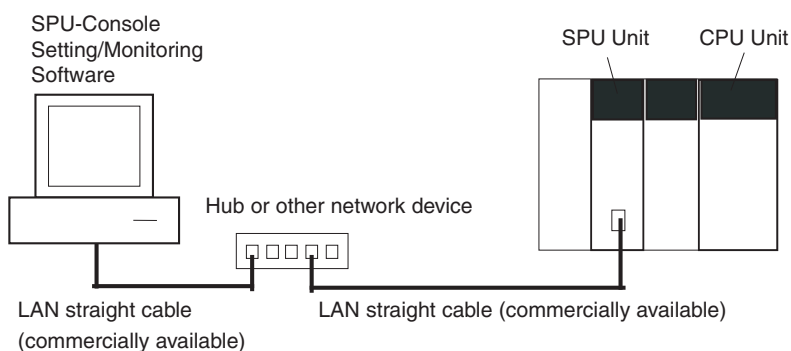 SPU-Console
Setting/Monitoring
Software
SPU Unit
CPU Unit
Hub or other network device
LAN straight cable
(commercially available)
LAN straight cable (commercially available)